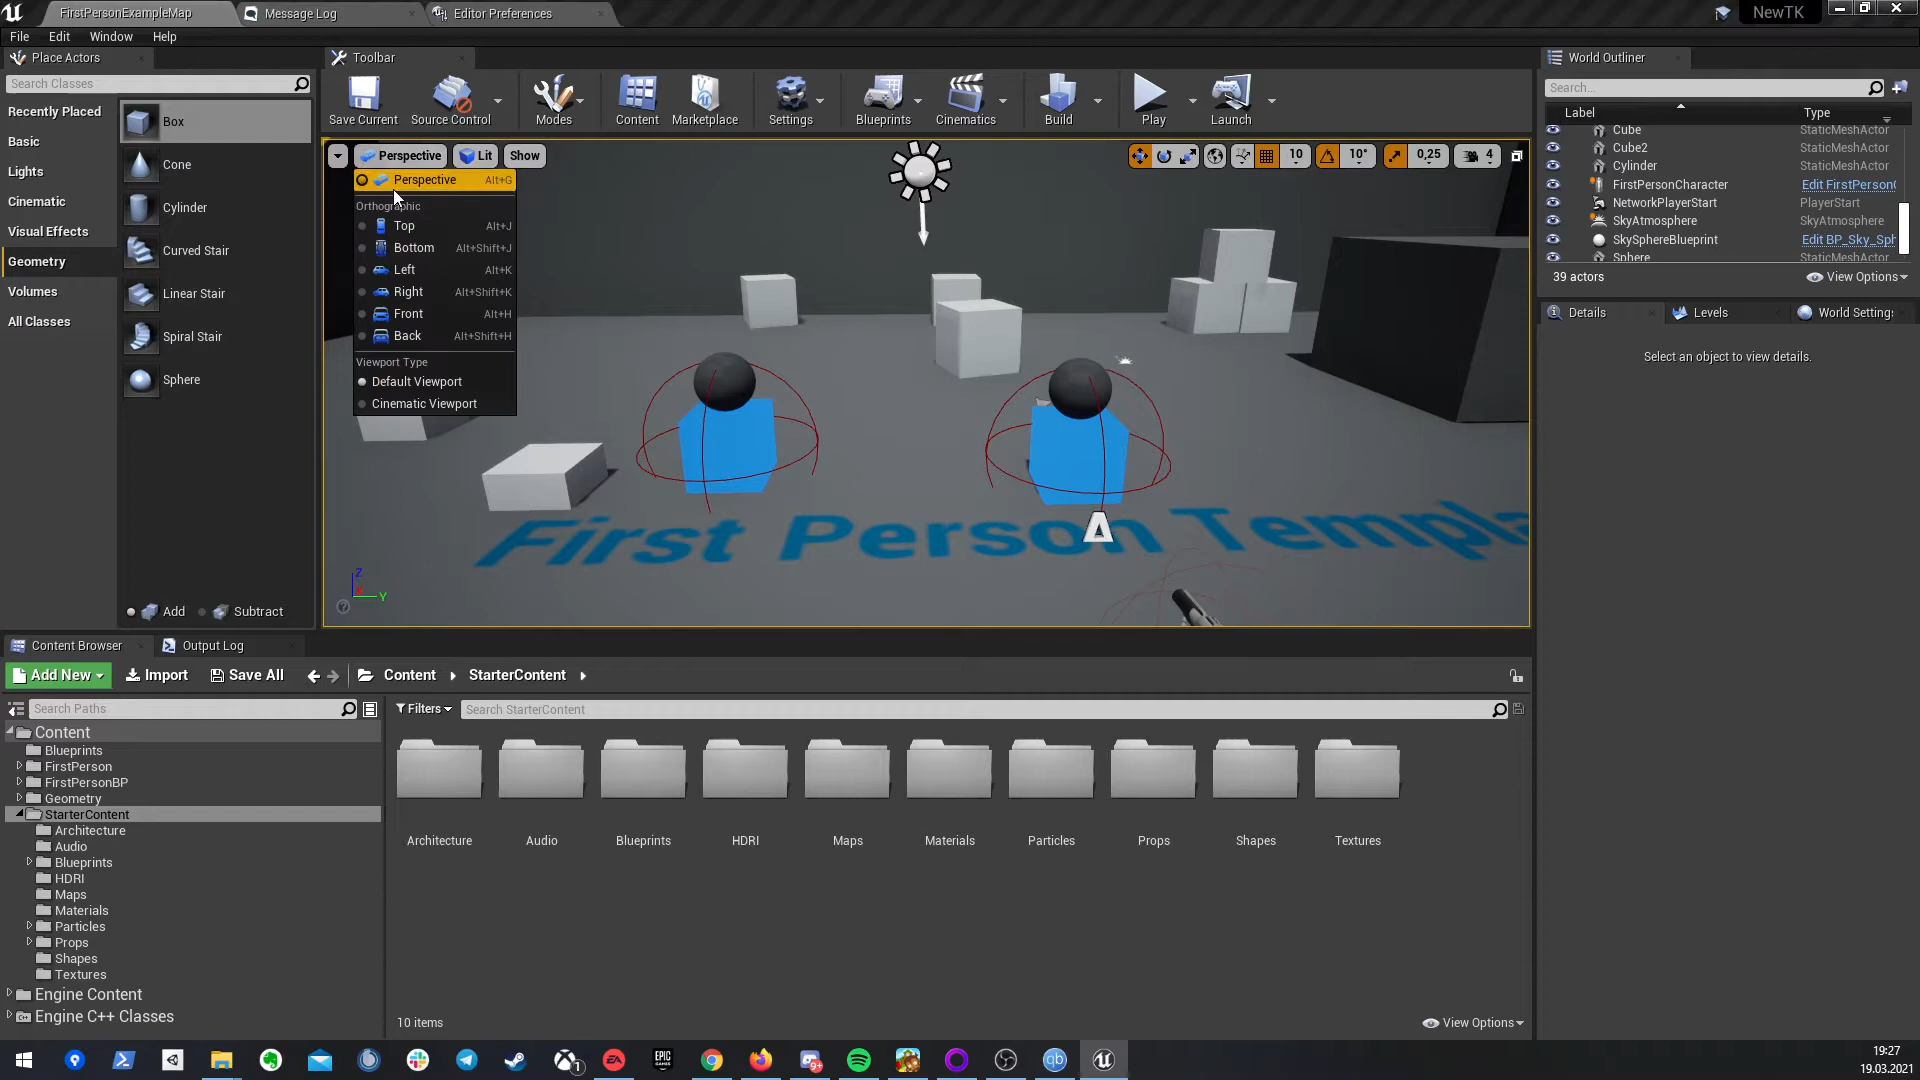 FirstPersonExampleMap
Message Log
Editor Preferences
NewTK
File
Edit
Window
Help
Place Actors
Toolbar
World Outliner
Search Classes
Recently Placed
Basic
Lights
Cinematic
Visual Effects
Geometry
Volumes
All Classes
Box
Cone
Cylinder
Curved Stair
Linear Stair
Spiral Stair
Sphere
Add
Subtract
Save Current
Source Control
Modes
Content
Marketplace
Settings
Blueprints
Cinematics
Build
Play
Launch
Perspective
Lit
Show
10
10°
0,25
4
Perspective Alt+G
Orthographic
Top Alt+J
Bottom Alt+Shift+J
Left Alt+K
Right Alt+Shift+K
Front Alt+H
Back Alt+Shift+H
Viewport Type
Default Viewport
Cinematic Viewport
First Person Templa
A
Z
Y
Search...
Label Type
Cube StaticMeshActor
Cube2 StaticMeshActor
Cylinder StaticMeshActor
FirstPersonCharacter Edit FirstPerson
NetworkPlayerStart PlayerStart
SkyAtmosphere SkyAtmosphere
SkySphereBlueprint Edit BP_Sky_Sph
Sphere StaticMeshActor
39 actors
View Options
Details
Levels
World Settings
Select an object to view details.
Content Browser
Output Log
Add New
Import
Save All
Content
StarterContent
Search Paths
Filters
Search StarterContent
Content
Blueprints
FirstPerson
FirstPersonBP
Geometry
StarterContent
Architecture
Audio
Blueprints
HDRI
Maps
Materials
Particles
Props
Shapes
Textures
Engine Content
Engine C++ Classes
Architecture
Audio
Blueprints
HDRI
Maps
Materials
Particles
Props
Shapes
Textures
10 items
View Options
1
EA
EPIC
GAMES
9+
qb
19:27
19.03.2021